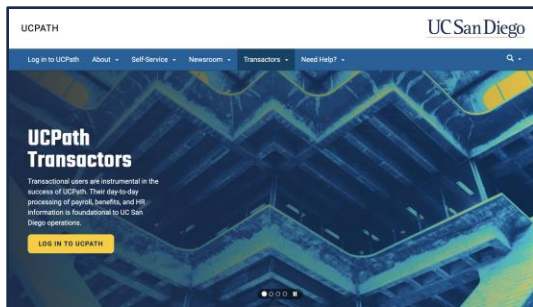 UCPATH
UC San Diego
Log in to UCPath About Self-Service Newsroom Transactors Need Help?
UCPath
Transactors
Transactional users are instrumental in the
success of UCPath. Their day-to-day
processing of payroll, benefits, and HR
information is foundational to UC San
Diego operations.
LOG IN TO UCPATH